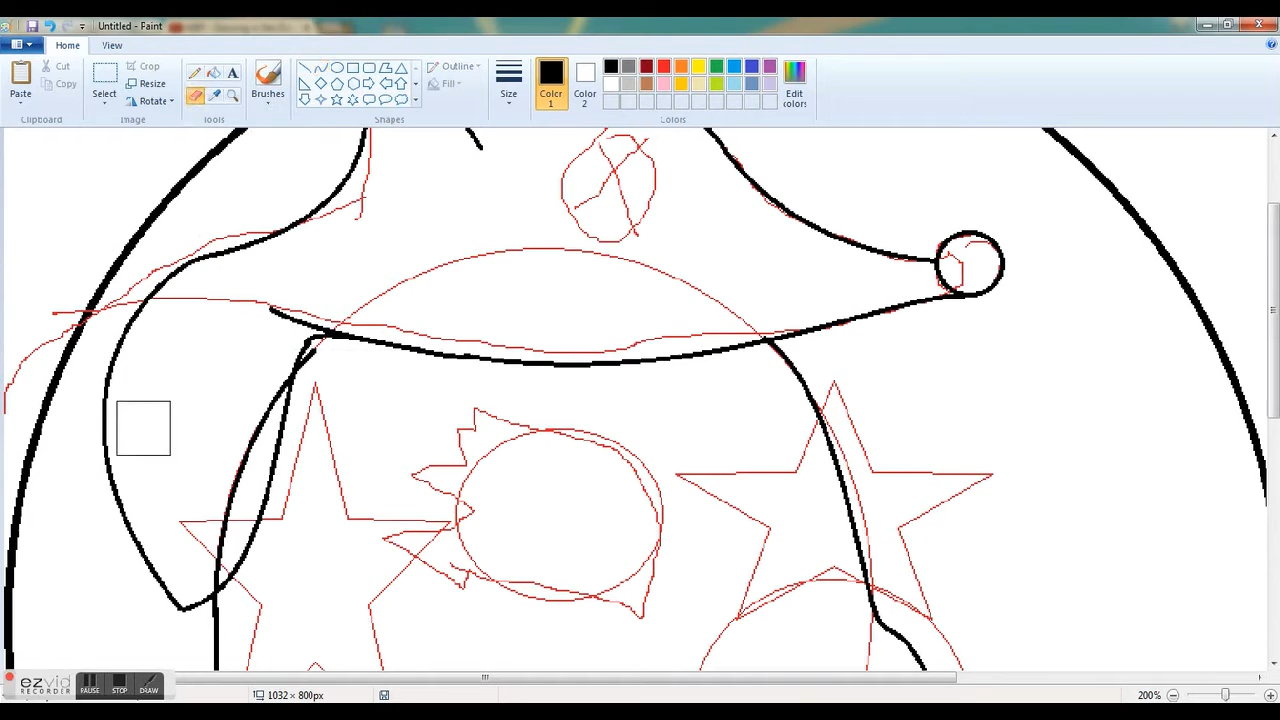 Untitled - Paint
Home View
Paste
Cut
Copy
Select
Crop
Resize
Rotate
Brushes
Outline
Fill
Size
Color 1
Color 2
Edit colors
Clipboard Image Tools Shapes Colors
ezvid RECORDER
PAUSE STOP DRAW
1032 × 800px
200%